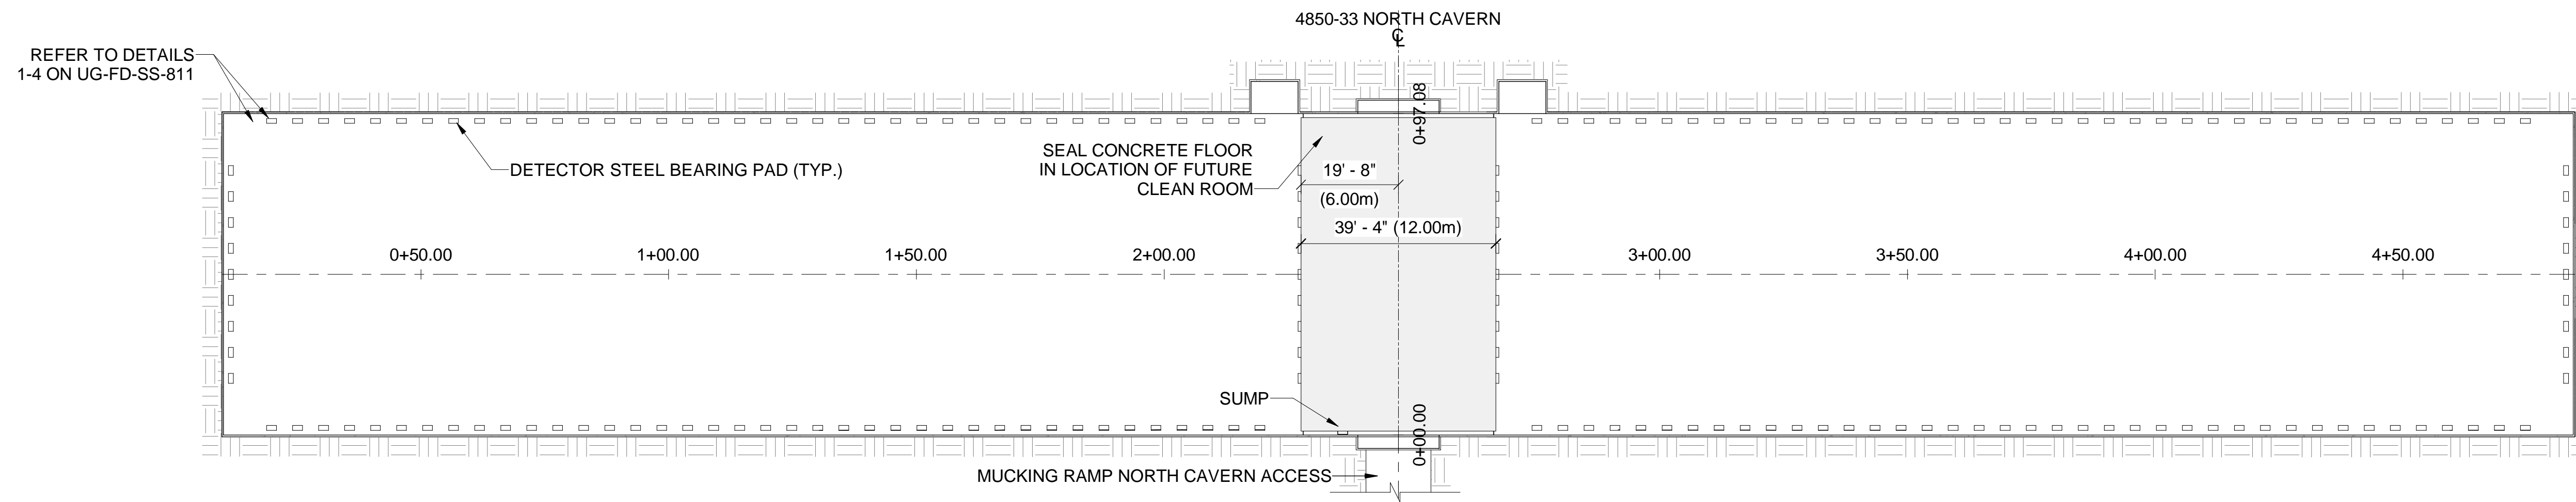 4850-33 NORTH CAVERN
℄
REFER TO DETAILS
1-4 ON UG-FD-SS-811
0+97.08
DETECTOR STEEL BEARING PAD (TYP.)
SEAL CONCRETE FLOOR
IN LOCATION OF FUTURE
CLEAN ROOM
19' - 8"
(6.00m)
39' - 4" (12.00m)
0+50.00
1+00.00
1+50.00
2+00.00
3+00.00
3+50.00
4+00.00
4+50.00
SUMP
0+00.00
MUCKING RAMP NORTH CAVERN ACCESS